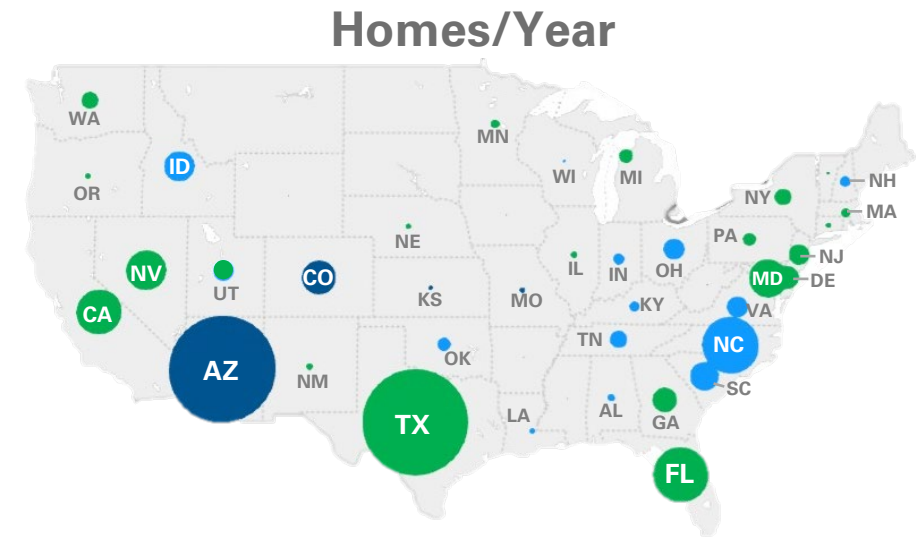 Homes/Year
WA
MN
ID
WI
MI
OR
NH
NY
MA
NE
PA
NV
UT
CO
IL
IN
OH
NJ
MD
DE
KS
MO
KY
CA
VA
TN
NC
AZ
OK
NM
SC
LA
AL
GA
TX
FL